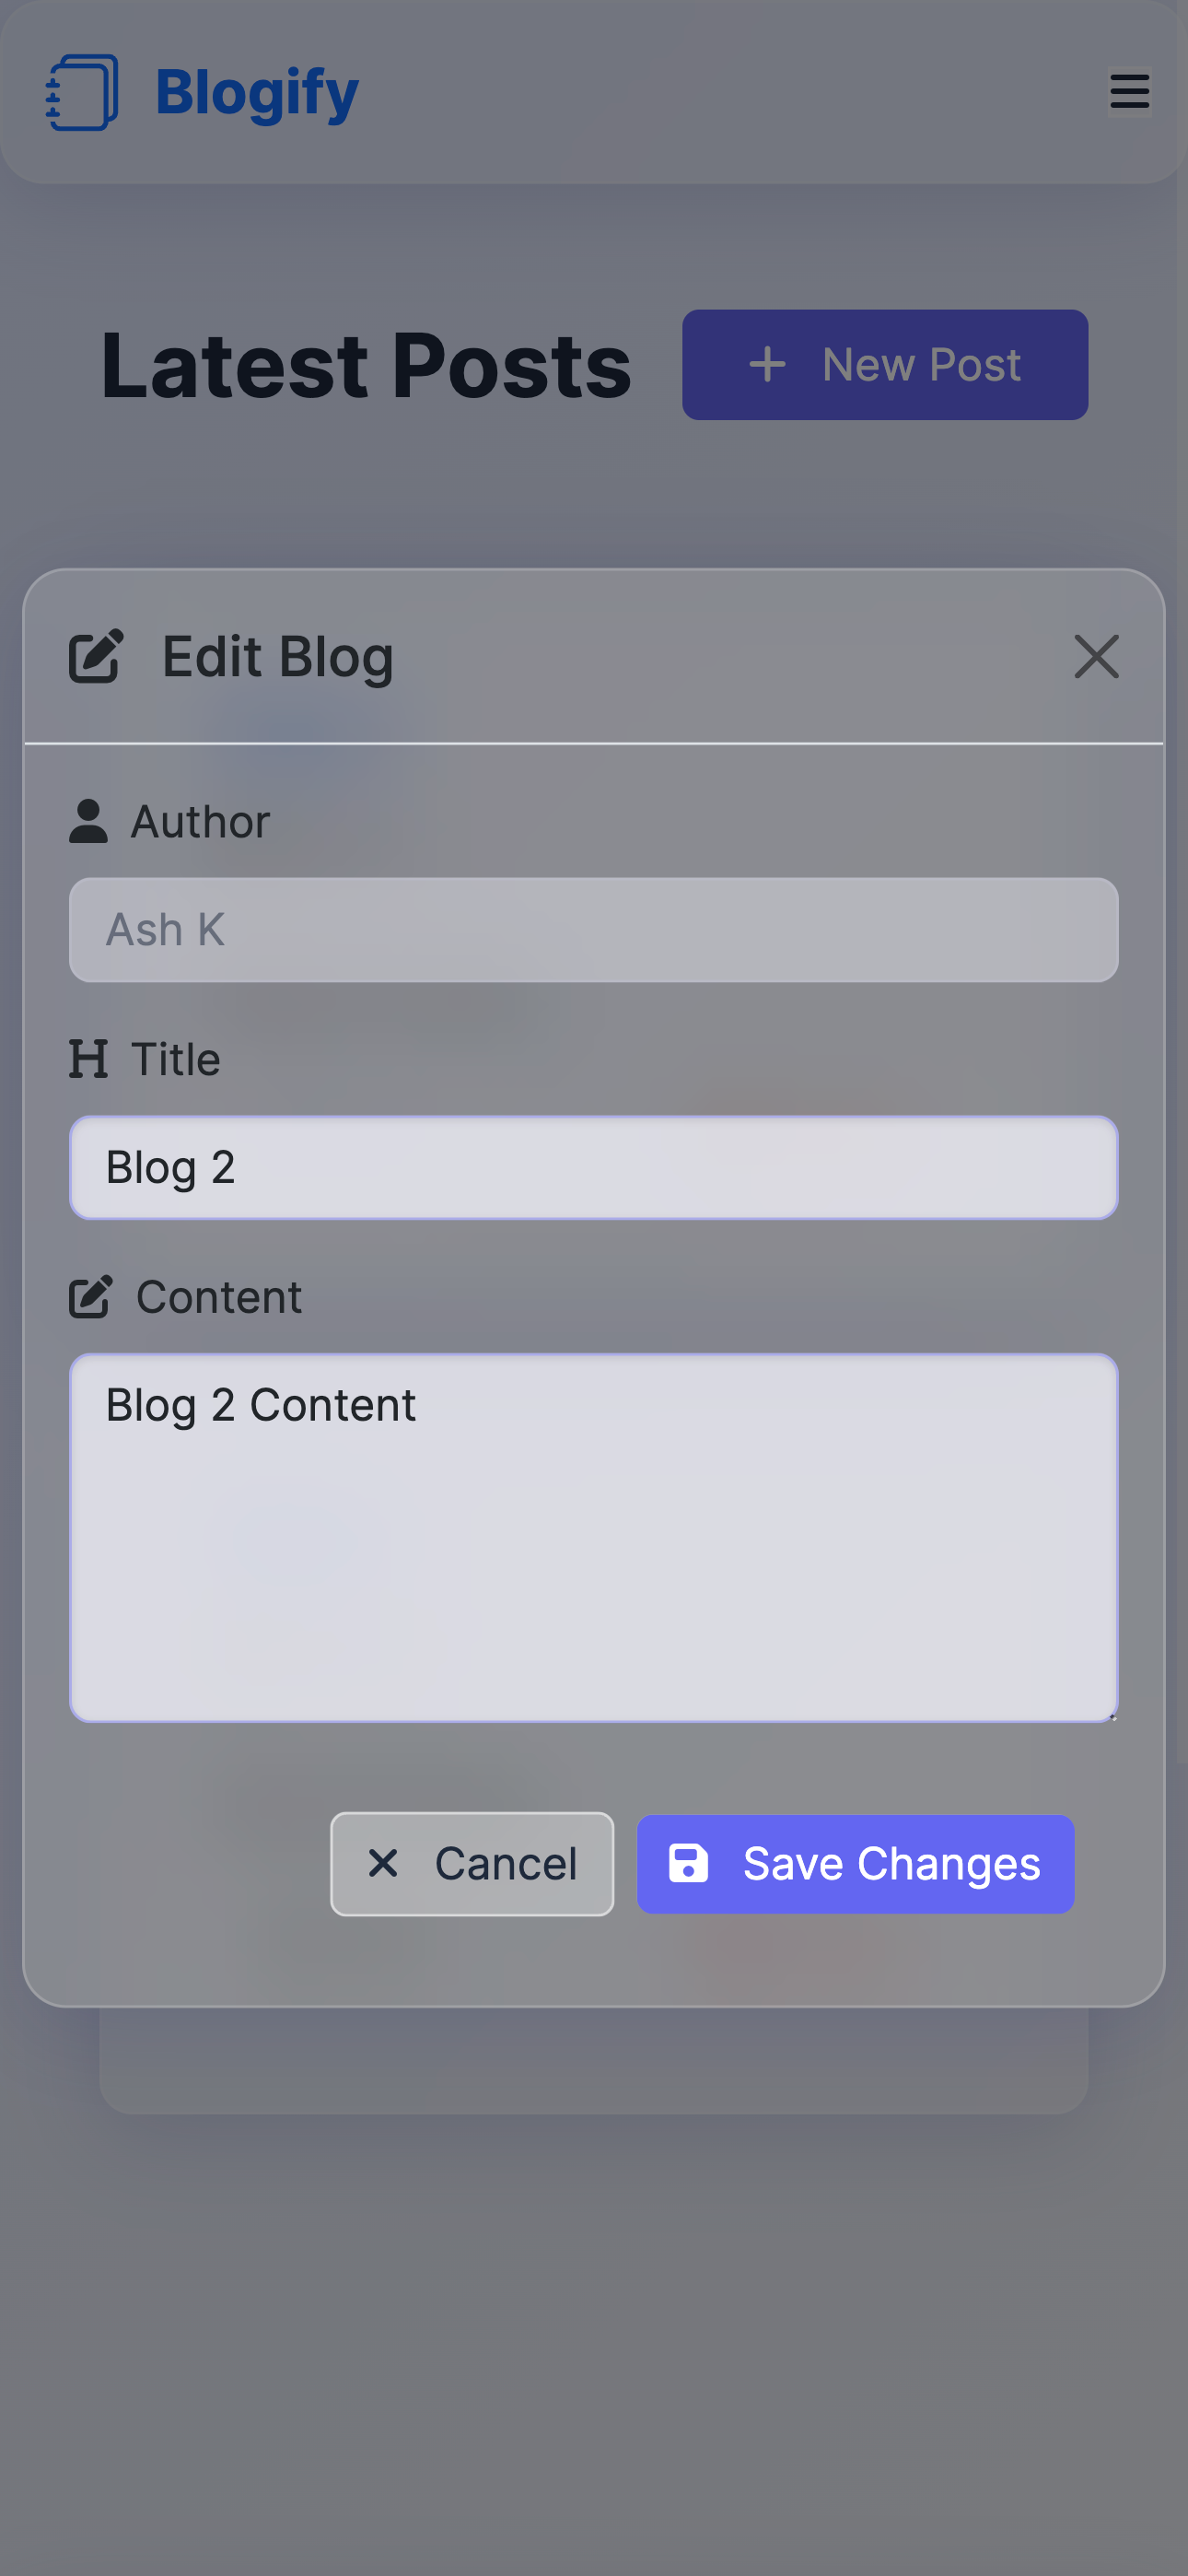 Blogify
Latest Posts
New Post
Edit Blog
Author
Ash K
Title
Blog 2
Content
Blog 2 Content
Cancel
Save Changes